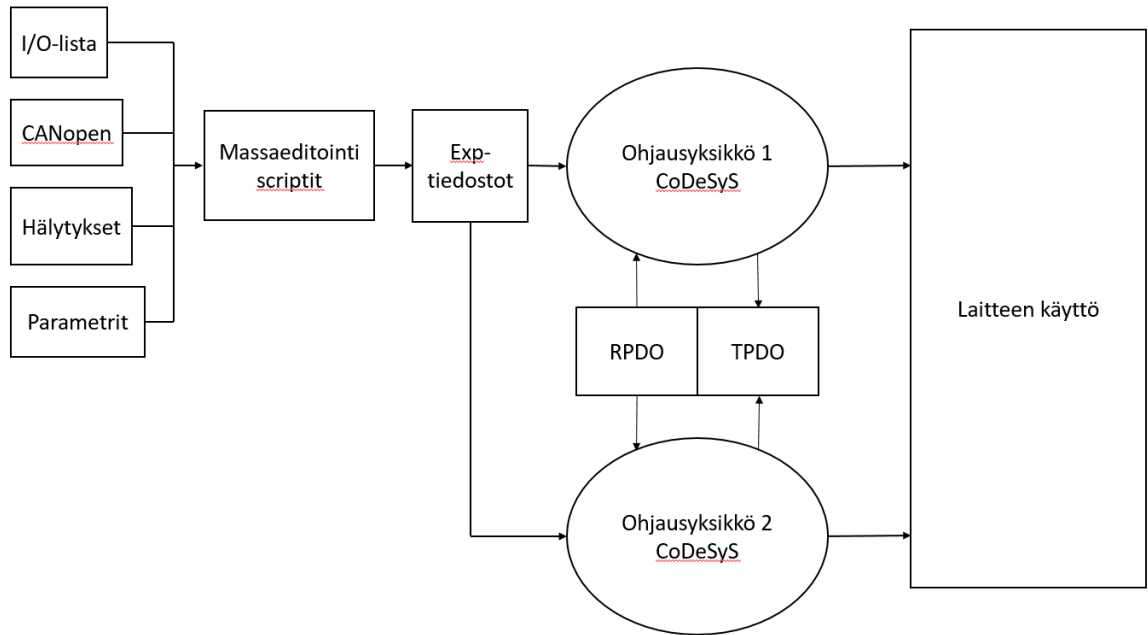 I/O-lista
CANopen
Hälytykset
Parametrit
Massaeditointi
scriptit
Exp-
tiedostot
Ohjausyksikkö 1
CoDeSyS
RPDO
TPDO
Ohjausyksikkö 2
CoDeSyS
Laitteen käyttö